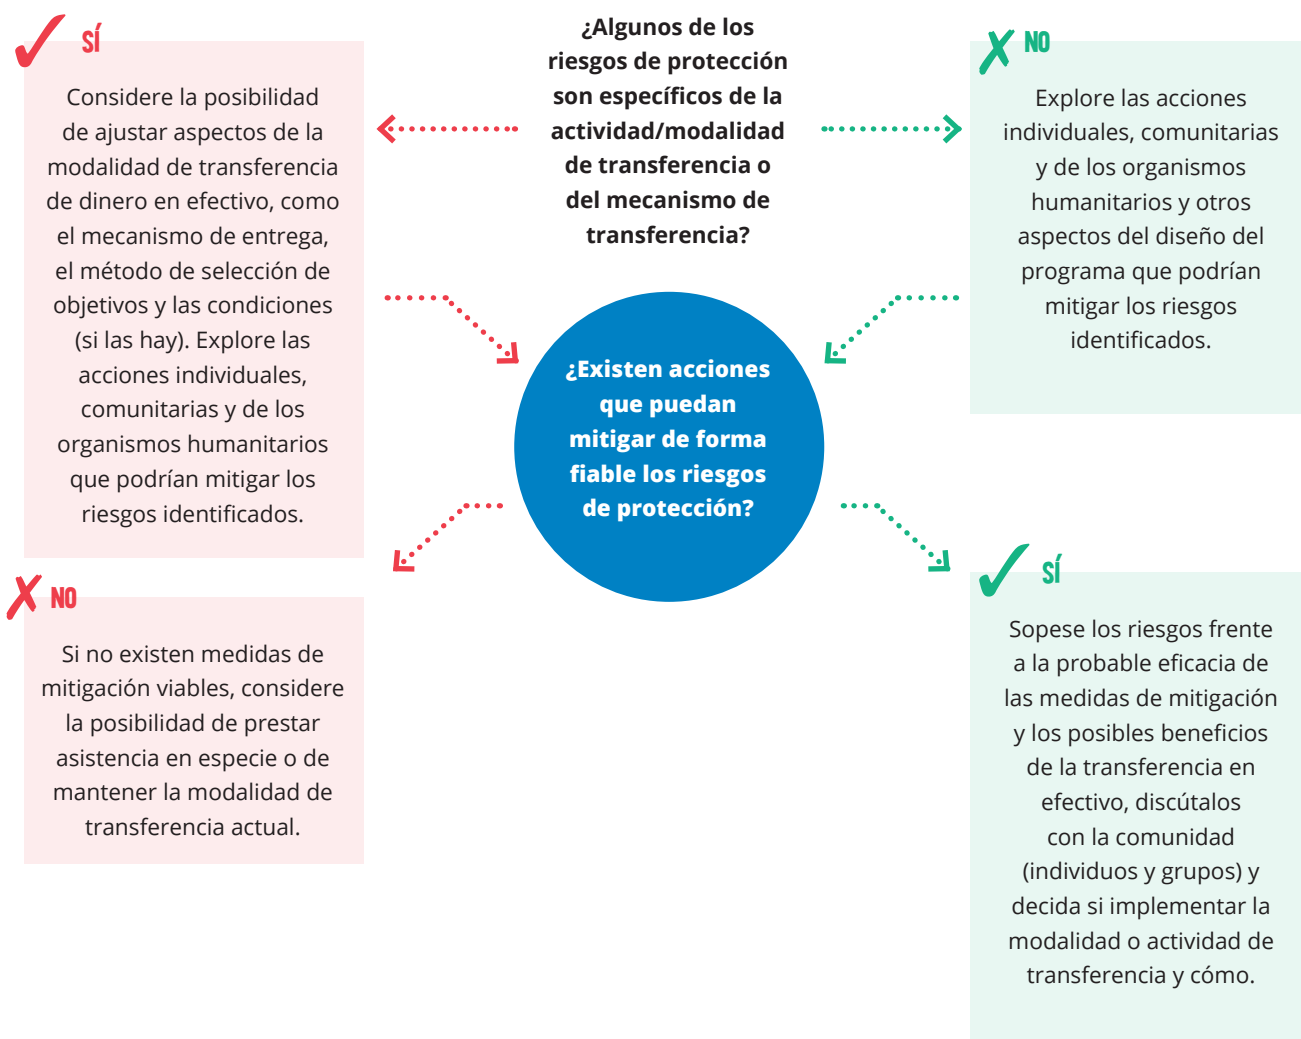 ¿Algunos de los
riesgos de protección
son específicos de la
actividad/modalidad
de transferencia o
del mecanismo de
transferencia?
SÍ
Considere la posibilidad
de ajustar aspectos de la
modalidad de transferencia
de dinero en efectivo, como
el mecanismo de entrega,
el método de selección de
objetivos y las condiciones
(si las hay). Explore las
acciones individuales,
comunitarias y de los
organismos humanitarios
que podrían mitigar los
riesgos identificados.
NO
Explore las acciones
individuales, comunitarias
y de los organismos
humanitarios y otros
aspectos del diseño del
programa que podrían
mitigar los riesgos
identificados.
¿Existen acciones
que puedan
mitigar de forma
fiable los riesgos
de protección?
NO
Si no existen medidas de
mitigación viables, considere
la posibilidad de prestar
asistencia en especie o de
mantener la modalidad de
transferencia actual.
SÍ
Sopese los riesgos frente
a la probable eficacia de
las medidas de mitigación
y los posibles beneficios
de la transferencia en
efectivo, discútalos
con la comunidad
(individuos y grupos) y
decida si implementar la
modalidad o actividad de
transferencia y cómo.